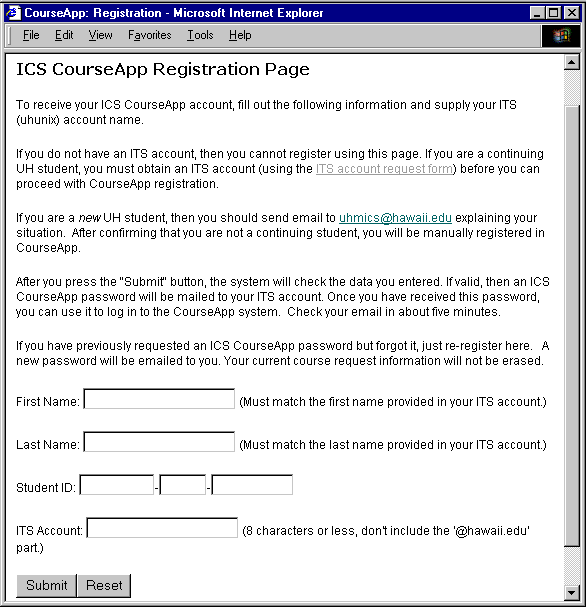 CourseApp: Registration - Microsoft Internet Explorer
File Edit View Favorites Tools Help
ICS CourseApp Registration Page
To receive your ICS CourseApp account, fill out the following information and supply your ITS
(uhunix) account name.
If you do not have an ITS account, then you cannot register using this page. If you are a continuing
UH student, you must obtain an ITS account (using the ITS account request form) before you can
proceed with CourseApp registration.
If you are a new UH student, then you should send email to uhmics@hawaii.edu explaining your
situation. After confirming that you are not a continuing student, you will be manually registered in
CourseApp.
After you press the "Submit" button, the system will check the data you entered. If valid, then an ICS
CourseApp password will be mailed to your ITS account. Once you have received this password,
you can use it to log in to the CourseApp system. Check your email in about five minutes.
If you have previously requested an ICS CourseApp password but forgot it, just re-register here. A
new password will be emailed to you. Your current course request information will not be erased.
First Name: (Must match the first name provided in your ITS account.)
Last Name: (Must match the last name provided in your ITS account.)
Student ID: - -
ITS Account: (8 characters or less, don't include the '@hawaii.edu'
part.)
Submit Reset